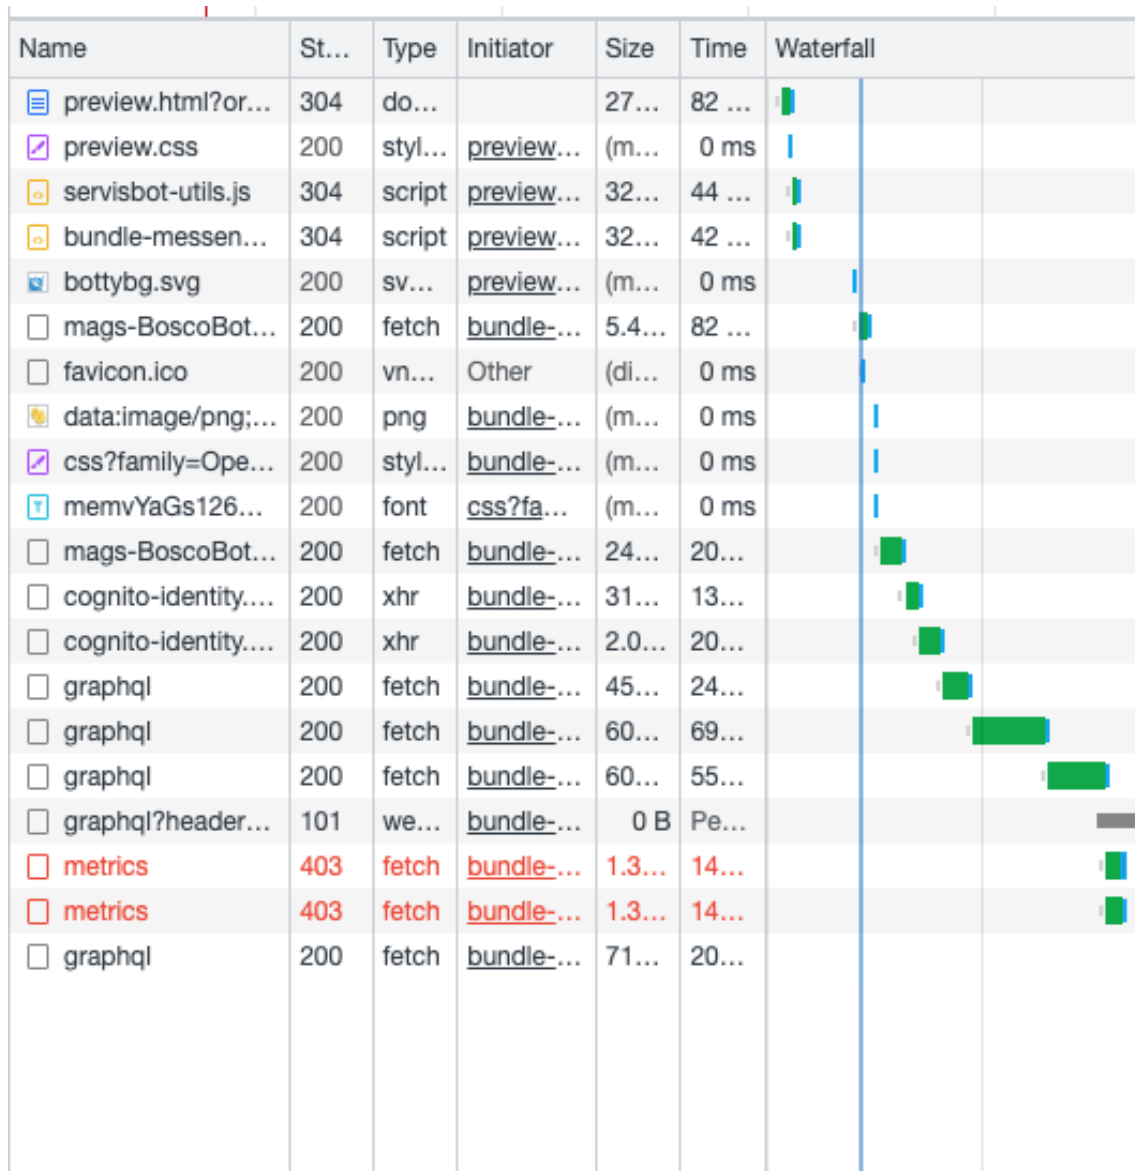 Name St... Type Initiator Size Time Waterfall
preview.html?or... 304 do... 27... 82 ...
preview.css 200 styl... preview... (m... 0 ms
servisbot-utils.js 304 script preview... 32... 44 ...
bundle-messen... 304 script preview... 32... 42 ...
bottybg.svg 200 sv... preview... (m... 0 ms
mags-BoscoBot... 200 fetch bundle-... 5.4... 82 ...
favicon.ico 200 vn... Other (di... 0 ms
data:image/png;... 200 png bundle-... (m... 0 ms
css?family=Ope... 200 styl... bundle-... (m... 0 ms
memvYaGs126... 200 font css?fa... (m... 0 ms
mags-BoscoBot... 200 fetch bundle-... 24... 20...
cognito-identity.... 200 xhr bundle-... 31... 13...
cognito-identity.... 200 xhr bundle-... 2.0... 20...
graphql 200 fetch bundle-... 45... 24...
graphql 200 fetch bundle-... 60... 69...
graphql 200 fetch bundle-... 60... 55...
graphql?header... 101 we... bundle-... 0 B Pe...
metrics 403 fetch bundle-... 1.3... 14...
metrics 403 fetch bundle-... 1.3... 14...
graphql 200 fetch bundle-... 71... 20...